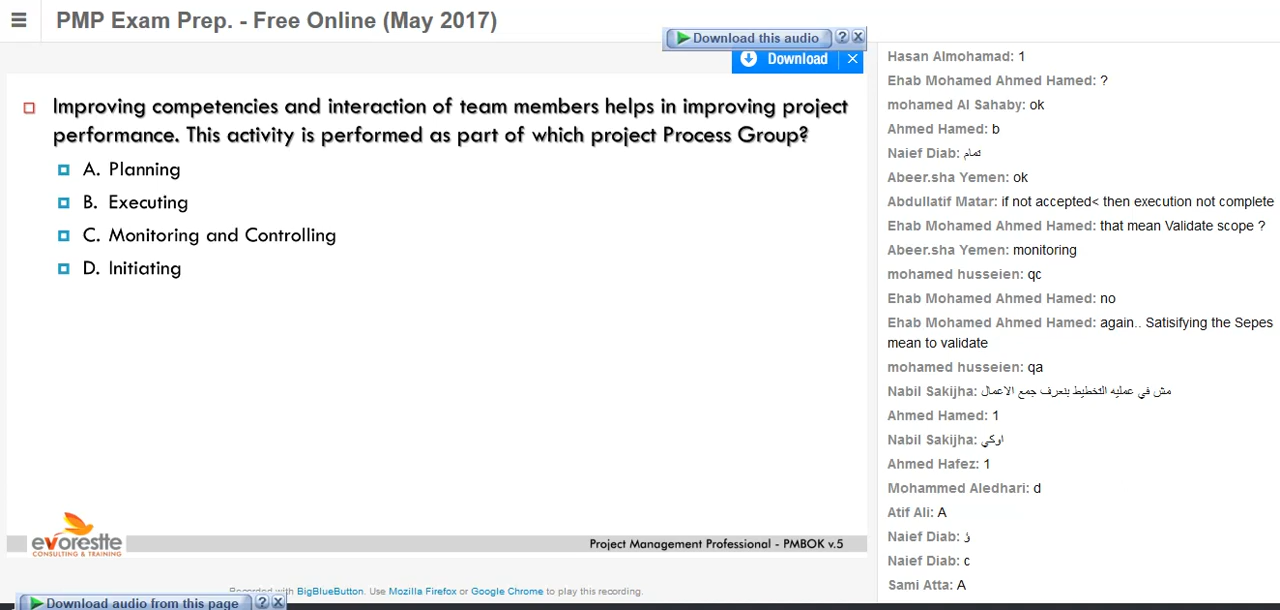 PMP Exam Prep. - Free Online (May 2017)
Download this audio ? X
Download ×
Improving competencies and interaction of team members helps in improving project
performance. This activity is performed as part of which project Process Group?
A. Planning
B. Executing
C. Monitoring and Controlling
D. Initiating
evorestte
CONSULTING & TRAINING
Project Management Professional - PMBOK v.5
Recorded with BigBlueButton. Use Mozilla Firefox or Google Chrome to play this recording.
Download audio from this page ? X
Hasan Almohamad: 1
Ehab Mohamed Ahmed Hamed: ?
mohamed Al Sahaby: ok
Ahmed Hamed: b
Naief Diab: تمام
Abeer.sha Yemen: ok
Abdullatif Matar: if not accepted< then execution not complete
Ehab Mohamed Ahmed Hamed: that mean Validate scope ?
Abeer.sha Yemen: monitoring
mohamed husseien: qc
Ehab Mohamed Ahmed Hamed: no
Ehab Mohamed Ahmed Hamed: again.. Satisifying the Sepes
mean to validate
mohamed husseien: qa
Nabil Sakijha: مش في عمليه التخطيط بنعرف جمع الاعمال
Ahmed Hamed: 1
Nabil Sakijha: اوكي
Ahmed Hafez: 1
Mohammed Aledhari: d
Atif Ali: A
Naief Diab: ؤ
Naief Diab: c
Sami Atta: A